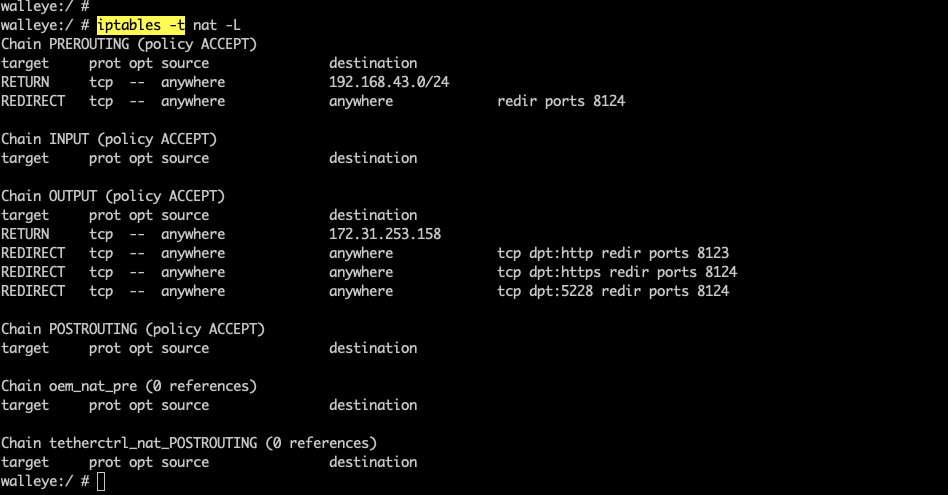 walleye:/ #
walleye:/ # iptables -t nat -L
Chain PREROUTING (policy ACCEPT)
target     prot opt source               destination
RETURN     tcp  --  anywhere             192.168.43.0/24
REDIRECT   tcp  --  anywhere             anywhere             redir ports 8124

Chain INPUT (policy ACCEPT)
target     prot opt source               destination

Chain OUTPUT (policy ACCEPT)
target     prot opt source               destination
RETURN     tcp  --  anywhere             172.31.253.158
REDIRECT   tcp  --  anywhere             anywhere             tcp dpt:http redir ports 8123
REDIRECT   tcp  --  anywhere             anywhere             tcp dpt:https redir ports 8124
REDIRECT   tcp  --  anywhere             anywhere             tcp dpt:5228 redir ports 8124

Chain POSTROUTING (policy ACCEPT)
target     prot opt source               destination

Chain oem_nat_pre (0 references)
target     prot opt source               destination

Chain tetherctrl_nat_POSTROUTING (0 references)
target     prot opt source               destination
walleye:/ #